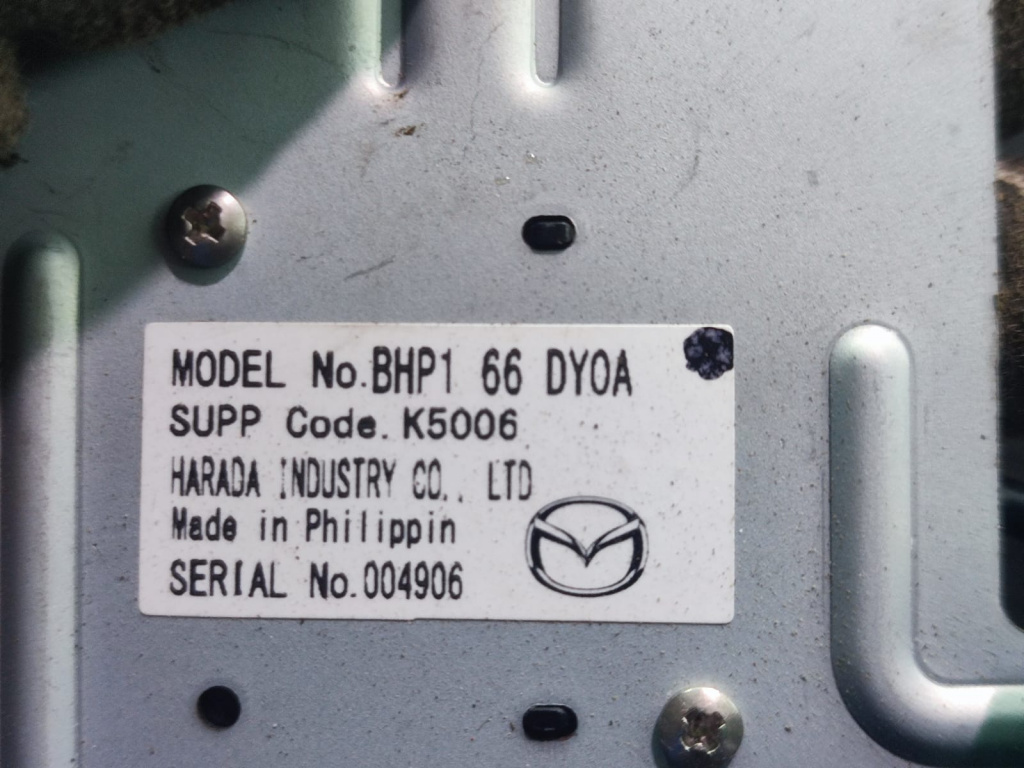 MODEL No.BHP1 66 DY0A
SUPP Code. K5006
HARADA INDUSTRY CO., LTD
Made in Philippin
SERIAL No.004906